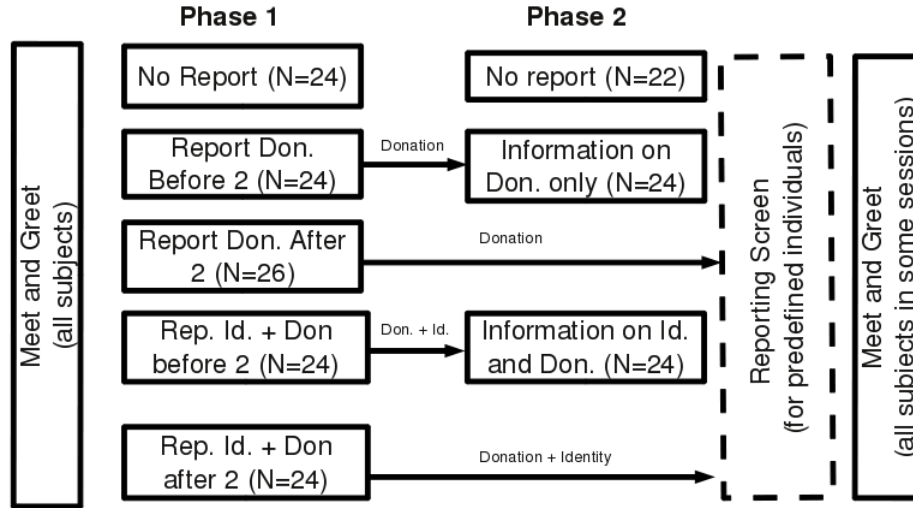 Phase 1
Phase 2
Meet and Greet
(all subjects)
No Report (N=24)
No report (N=22)
Report Don.
Before 2 (N=24)
Donation
Information on
Don. only (N=24)
Report Don. After
2 (N=26)
Donation
Rep. Id. + Don
before 2 (N=24)
Don. + Id.
Information on Id.
and Don. (N=24)
Rep. Id. + Don
after 2 (N=24)
Donation + Identity
Reporting Screen
(for predefined individuals)
Meet and Greet
(all subjects in some sessions)